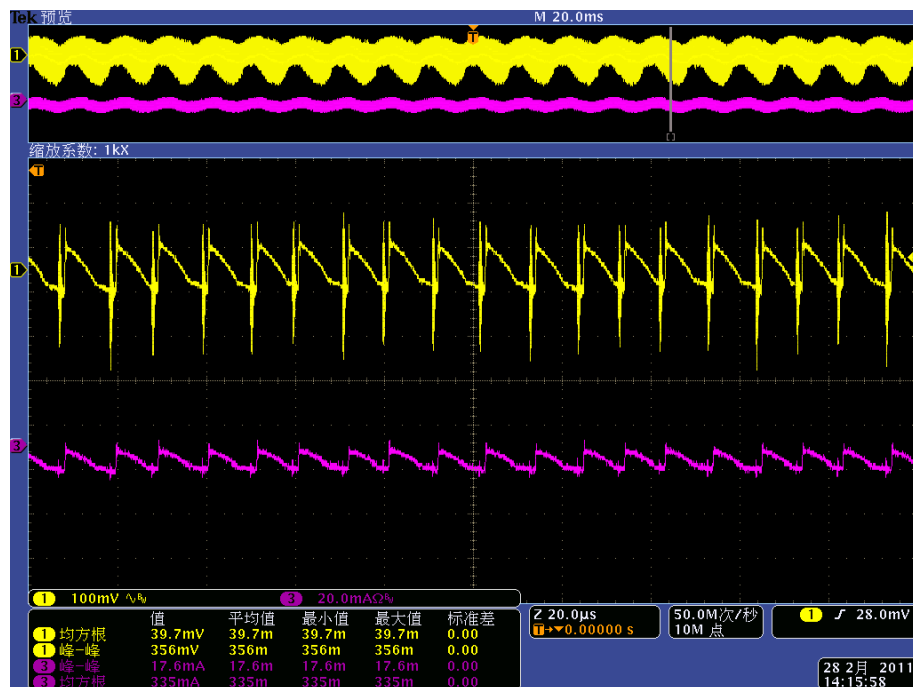 Tek 预览 M 20.0ms
T
1
3
缩放系数: 1kX
T
1
3
1 100mV 3 20.0mAΩ
值 平均值 最小值 最大值 标准差
1 均方根 39.7mV 39.7m 39.7m 39.7m 0.00
1 峰-峰 356mV 356m 356m 356m 0.00
3 峰-峰 17.6mA 17.6m 17.6m 17.6m 0.00
3 均方根 335mA 335m 335m 335m 0.00
Z 20.0µs
T→▼0.00000 s
50.0M次/秒
10M 点
1 28.0mV
28 2月 2011
14:15:58